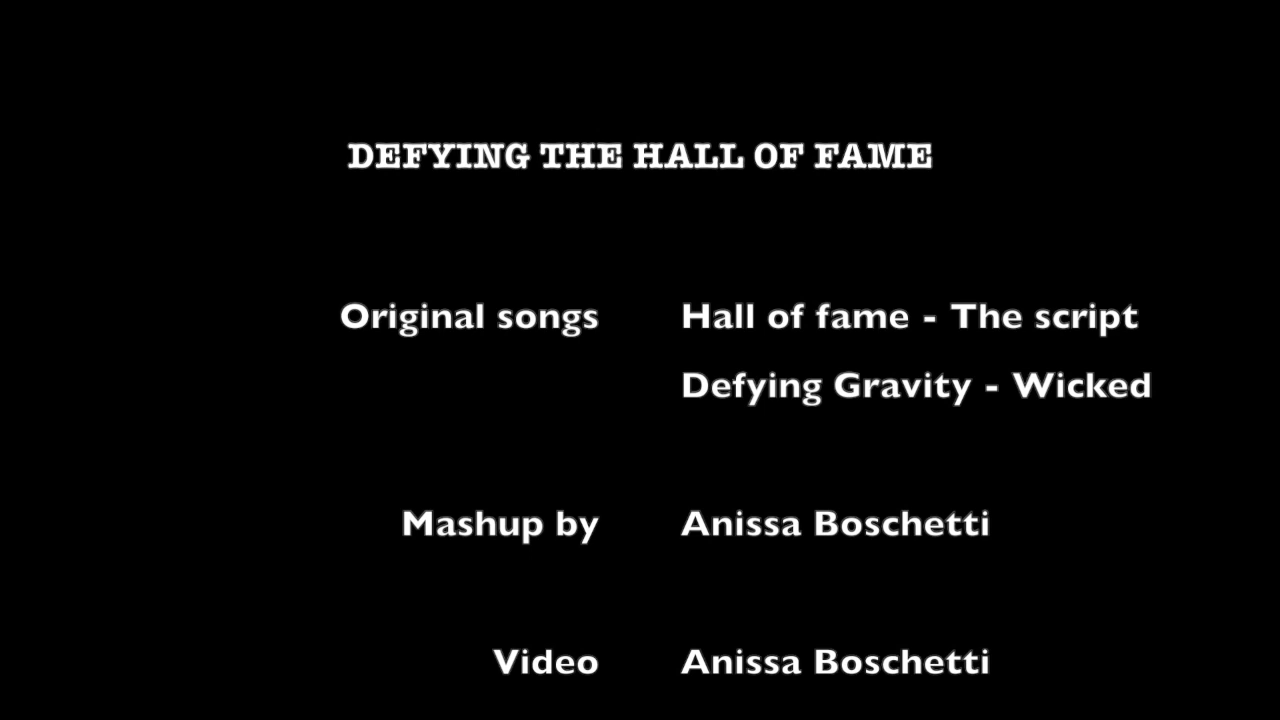 DEFYING THE HALL OF FAME
Original songs Hall of fame - The script
Defying Gravity - Wicked
Mashup by Anissa Boschetti
Video Anissa Boschetti